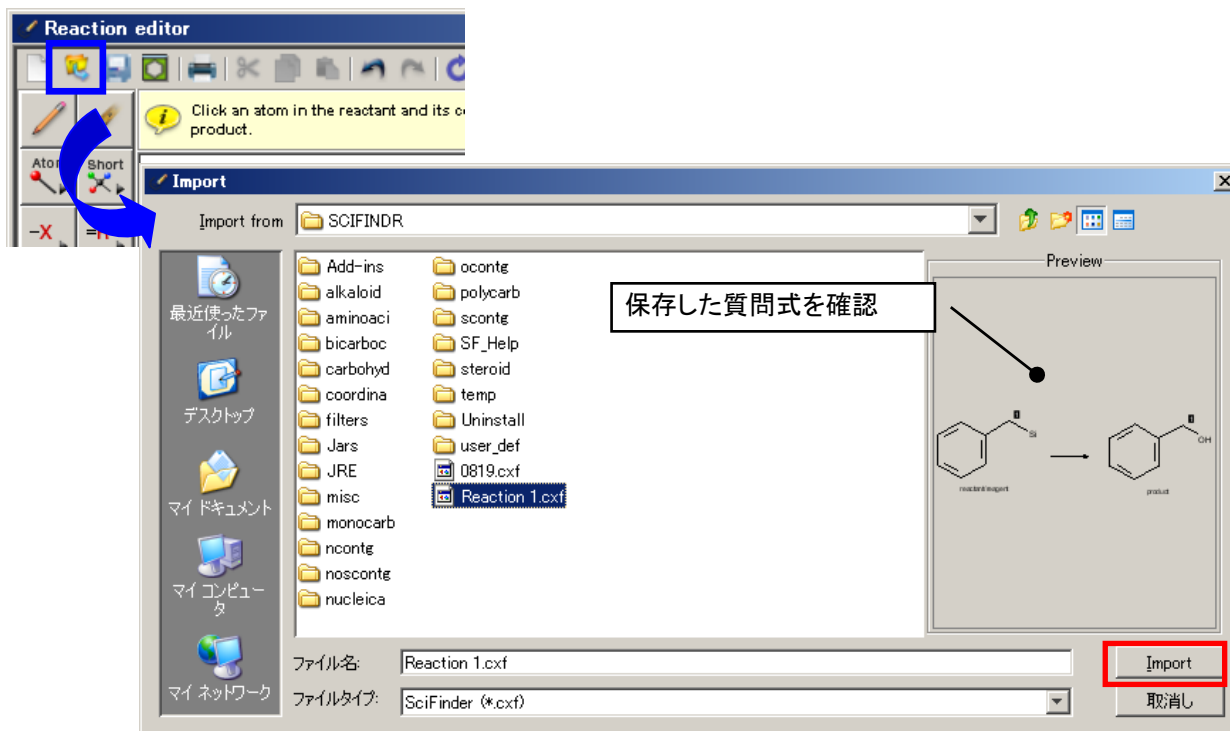 Reaction editor
Click an atom in the reactant and its c
product.
Short
-X
Import
Import from
SCIFINDR
最近使ったファ
イル
デスクトップ
マイ ドキュメント
マイ コンピュー
タ
マイ ネットワーク
Add-ins
alkaloid
aminoaci
bicarboc
carbohyd
coordina
filters
Jars
JRE
misc
monocarb
ncontg
noscontg
nucleica
ocontg
polycarb
scontg
SF_Help
steroid
temp
Uninstall
user_def
0819.cxf
Reaction 1.cxf
保存した質問式を確認
Preview
Si
reactant/reagent
OH
product
ファイル名:
Reaction 1.cxf
Import
ファイルタイプ:
SciFinder (*.cxf)
取消し